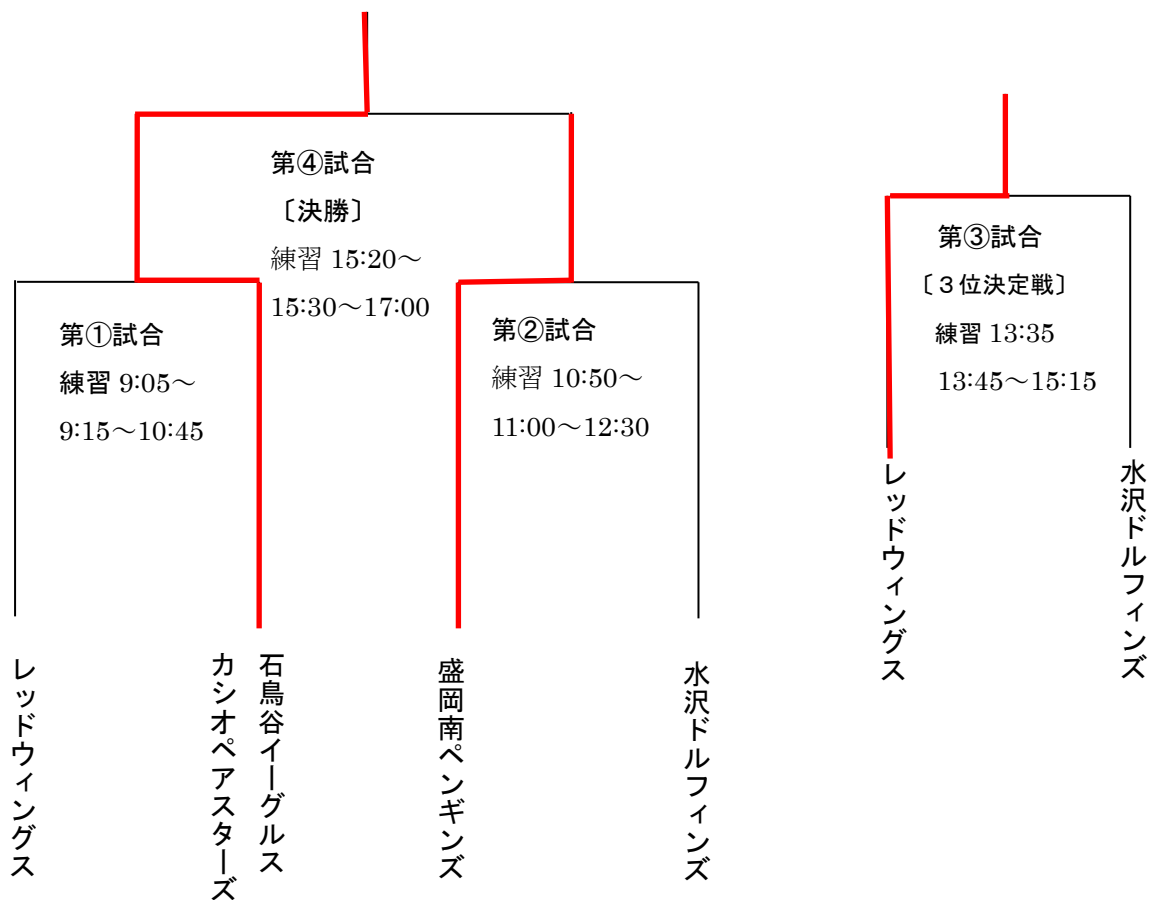 第④試合
〔決勝〕
練習 15:20～
15:30～17:00
第①試合
練習 9:05～
9:15～10:45
第②試合
練習 10:50～
11:00～12:30
レッドウィングス
石鳥谷イーグルス
カシオペアスターズ
盛岡南ペンギンズ
水沢ドルフィンズ
第③試合
〔３位決定戦〕
練習 13:35
13:45～15:15
レッドウィングス
水沢ドルフィンズ